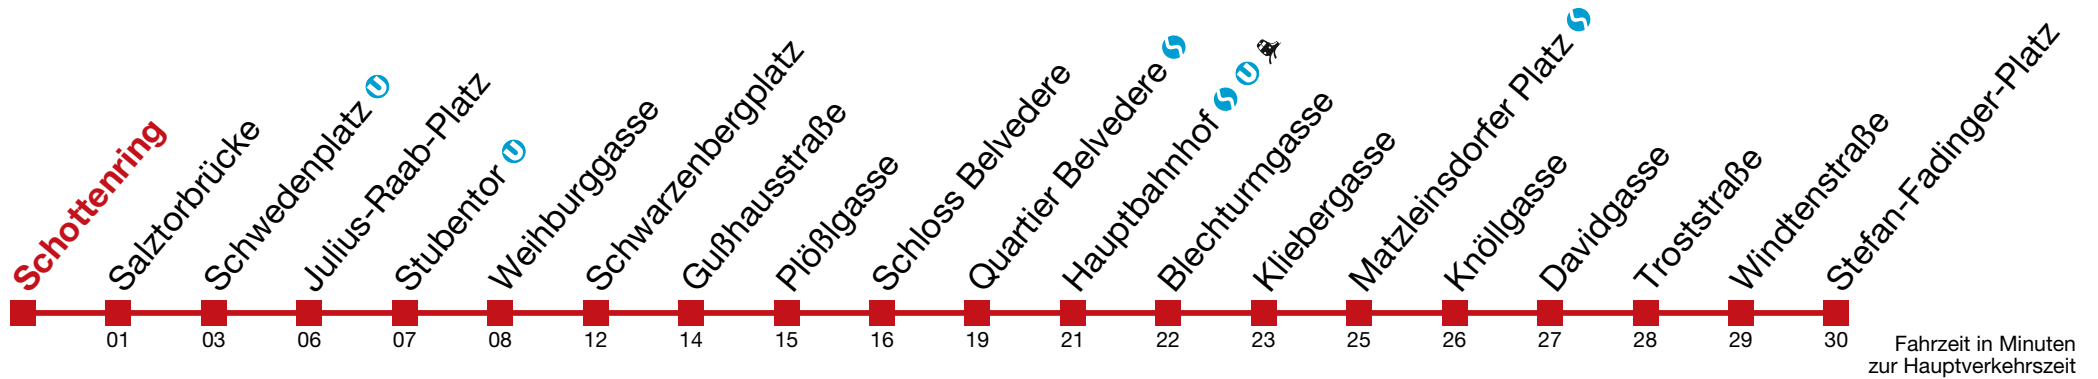 Schottenring
Salztorbrücke
Schwedenplatz
Julius-Raab-Platz
Stubentor
Weihburggasse
Schwarzenbergplatz
Gußhausstraße
Plößlgasse
Schloss Belvedere
Quartier Belvedere
Hauptbahnhof
Blechturmgasse
Kliebergasse
Matzleinsdorfer Platz
Knöllgasse
Davidgasse
Troststraße
Windtenstraße
Stefan-Fadinger-Platz
01 03 06 07 08 12 14 15 16 19 21 22 23 25 26 27 28 29 30
Fahrzeit in Minuten
zur Hauptverkehrszeit